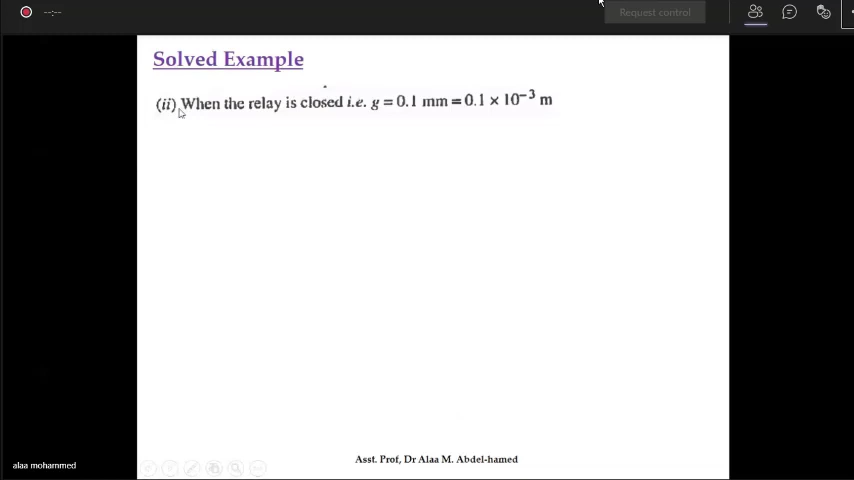 --:--
Request control
Solved Example
(ii) When the relay is closed i.e. g = 0.1 mm = 0.1 × 10⁻³ m
Asst. Prof, Dr Alaa M. Abdel-hamed
alaa mohammed